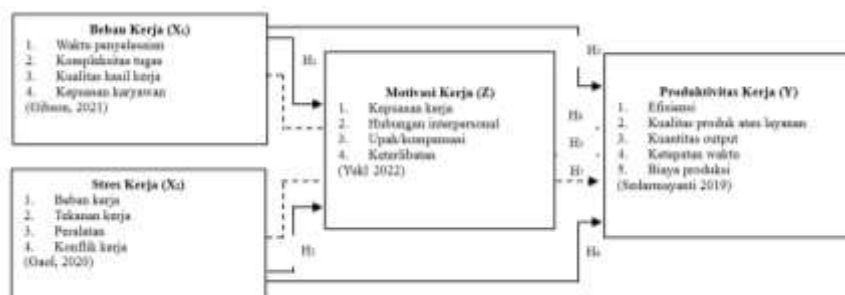 Beban Kerja (X₁)
1. Waktu penyelesaian
2. Kompleksitas tugas
3. Kualitas hasil kerja
4. Kepuasan karyawan
(Gibson, 2021)
Stres Kerja (X₂)
1. Beban kerja
2. Tekanan kerja
3. Peralatan
4. Konflik kerja
(Gaol, 2020)
Motivasi Kerja (Z)
1. Kepuasan kerja
2. Hubungan interpersonal
3. Upah/kompensasi
4. Keterlibatan
(Yukl 2022)
Produktivitas Kerja (Y)
1. Efisiensi
2. Kualitas produk atau layanan
3. Kuantitas output
4. Ketepatan waktu
5. Biaya produksi
(Sedarmayanti 2019)